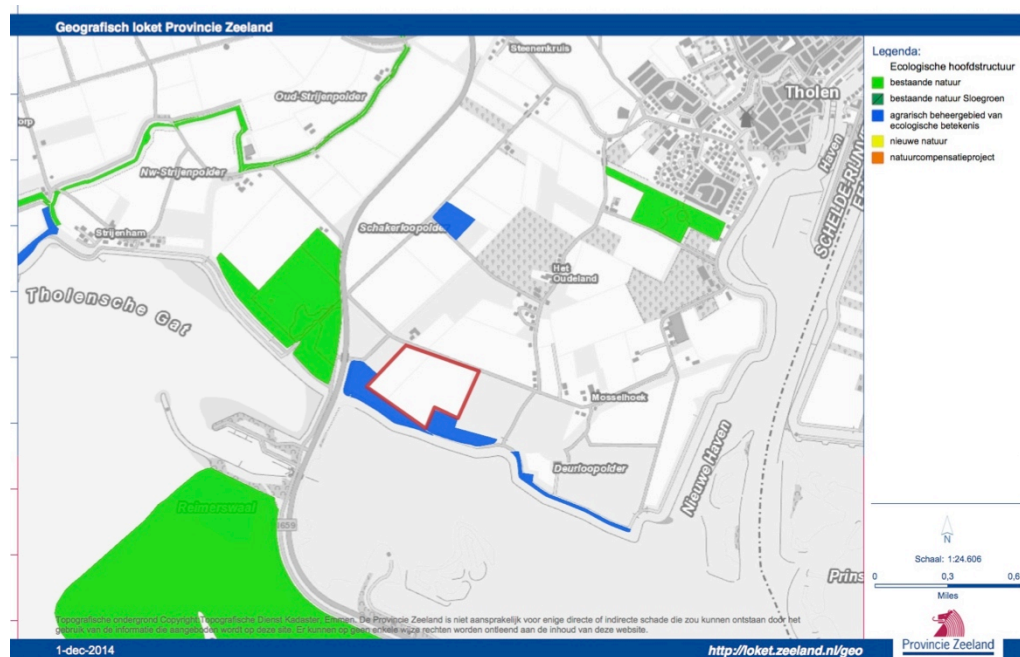 Geografisch loket Provincie Zeeland
Steenenkruis
Tholen
Oud-Strijenpolder
Haven
Nw-Strijenpolder
SCHELDE-RIJN
Strijenham
Schakerloopolder
Het
Oudeland
Tholensche Gat
Mosselhoek
Deurloopolder
Nieuwe Haven
Reimerswaal
659
Prins
Topografische ondergrond Copyright Topografische Dienst Kadaster, Emmen. De Provincie Zeeland is niet aansprakelijk voor enige directe of indirecte schade die zou kunnen ontstaan door het
gebruik van de informatie die aangeboden wordt op deze site. Er kunnen op geen enkele wijze rechten worden ontleend aan de inhoud van deze website.
Legenda:
Ecologische hoofdstructuur
bestaande natuur
bestaande natuur Sloegroen
agrarisch beheergebied van
ecologische betekenis
nieuwe natuur
natuurcompensatieproject
N
Schaal: 1:24.606
0 0,3 0,6
Miles
Provincie Zeeland
1-dec-2014
http://loket.zeeland.nl/geo